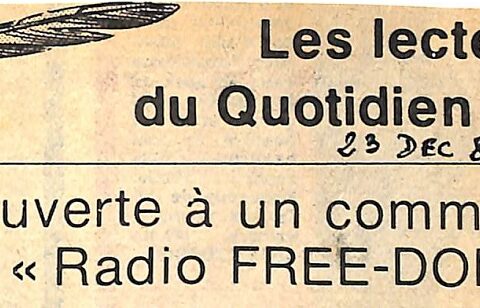 Les lecte
du Quotidien
23 DEC 8
uverte à un comm
« Radio FREE-DO